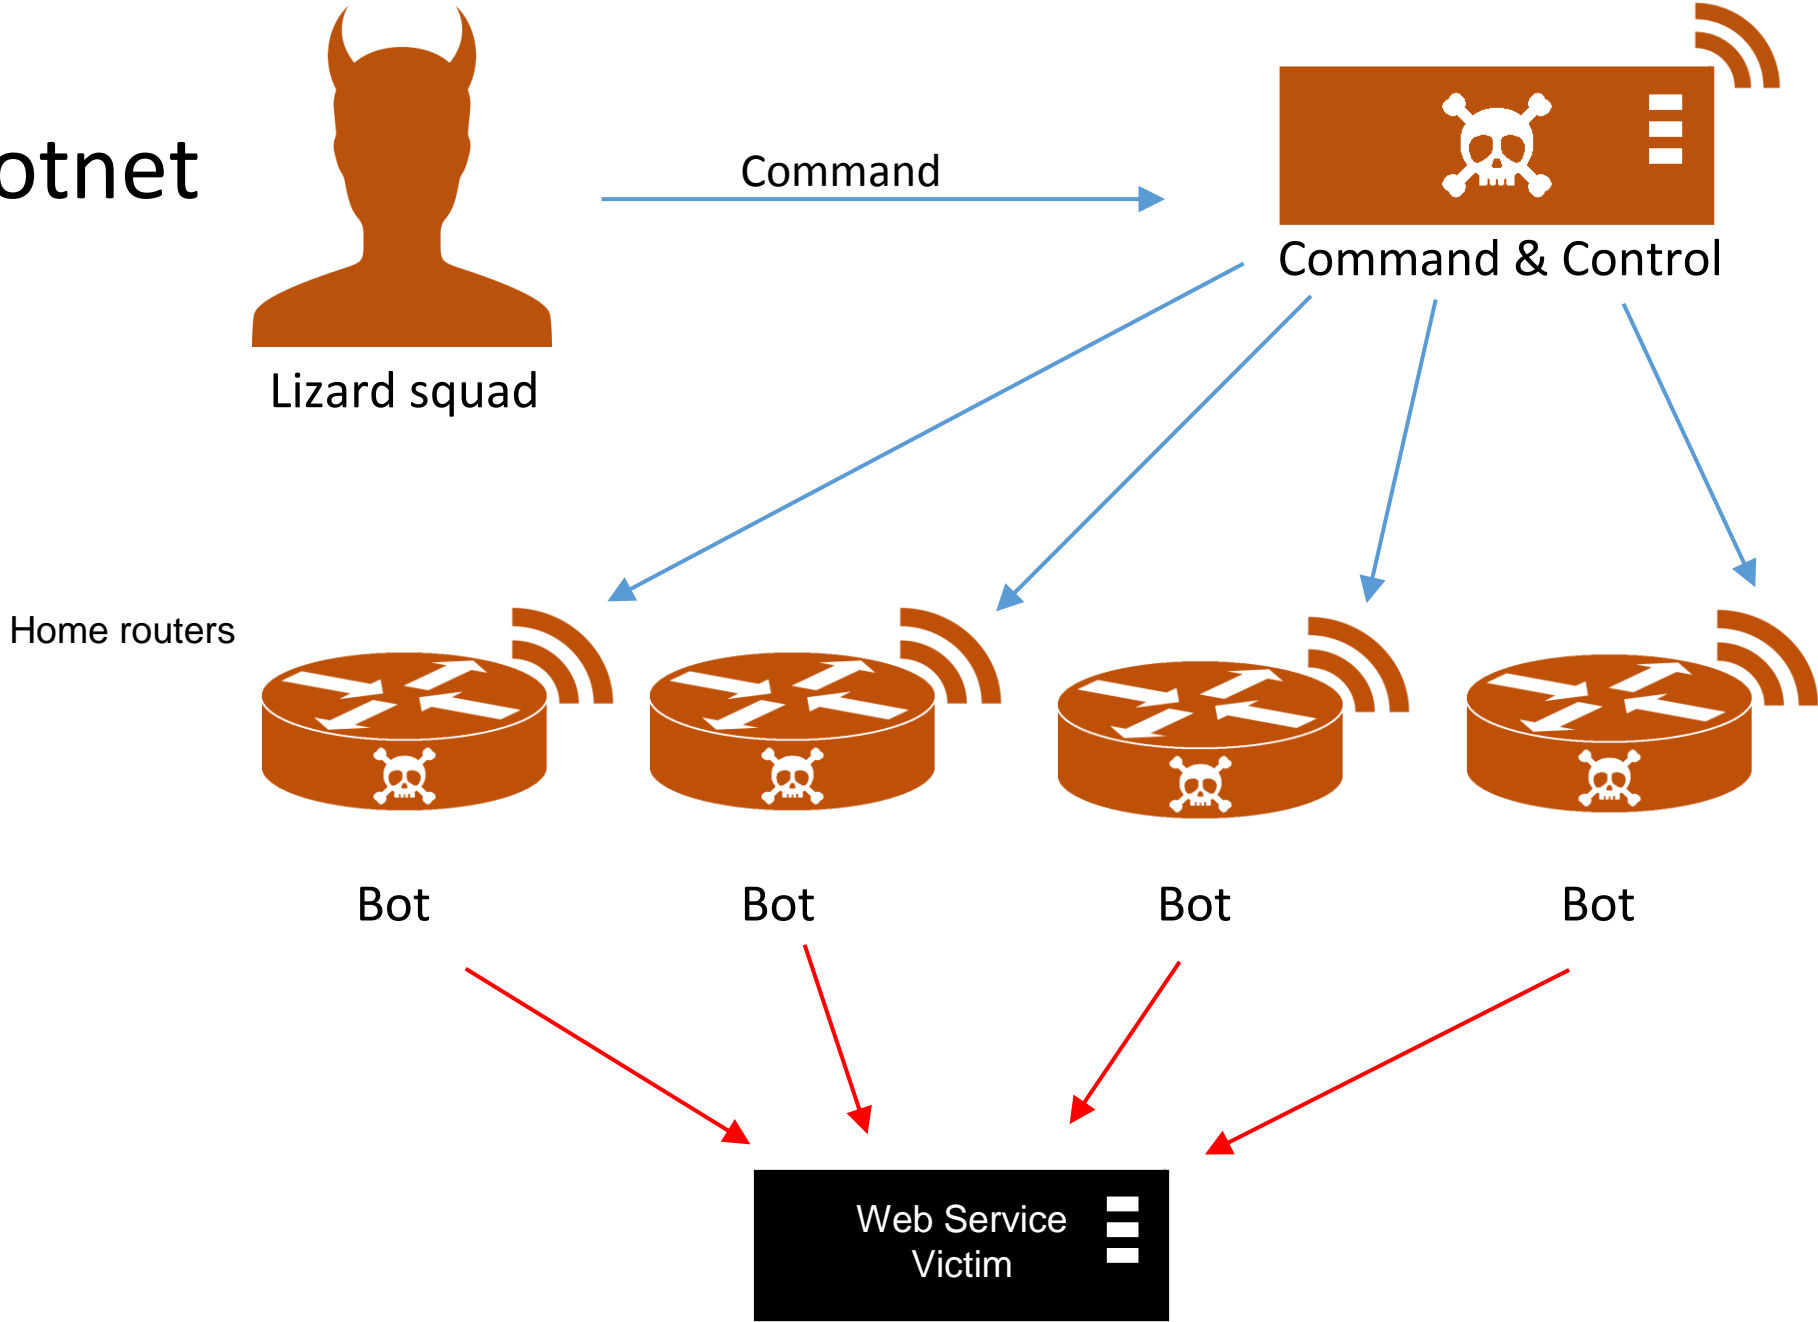 otnet
Command
Command & Control
Lizard squad
Home routers
Bot
Bot
Bot
Bot
Web Service
Victim